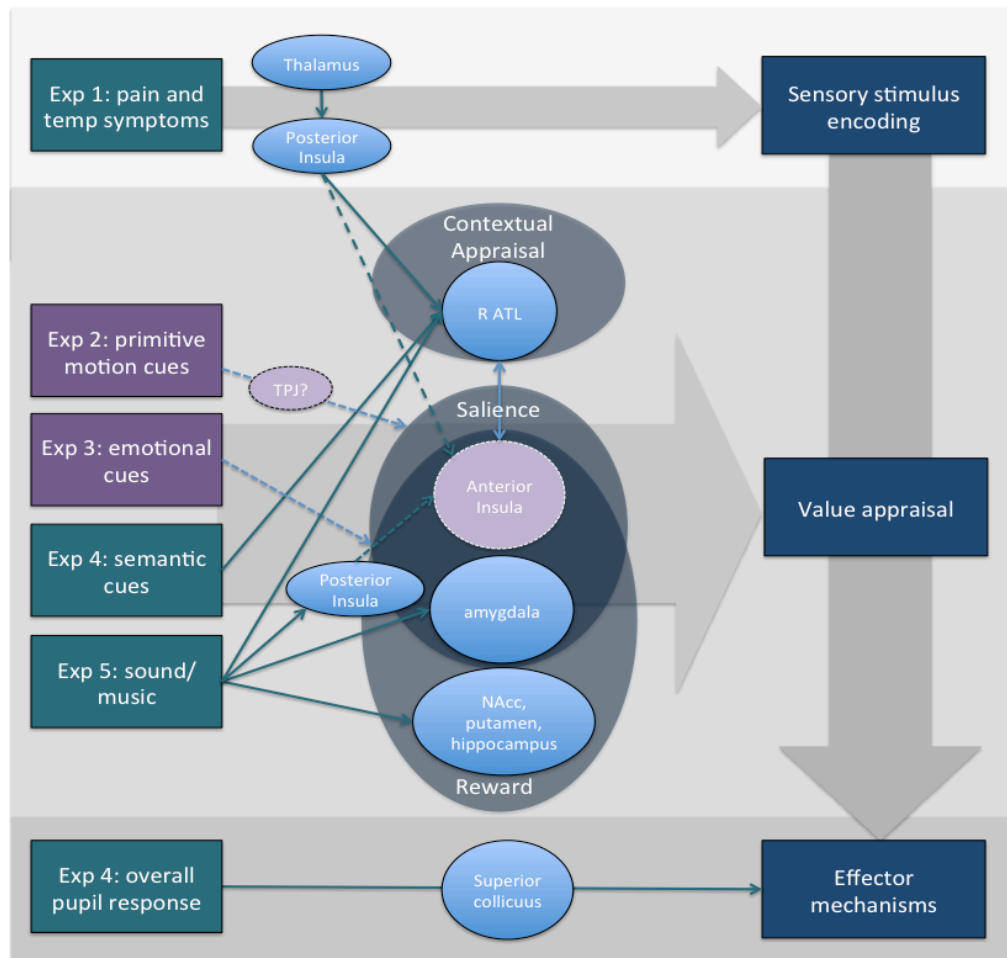 Thalamus
Exp 1: pain and
temp symptoms
Sensory stimulus
encoding
Posterior
Insula
Contextual
Appraisal
R ATL
Exp 2: primitive
motion cues
TPJ?
Salience
Exp 3: emotional
cues
Anterior
Insula
Value appraisal
Exp 4: semantic
cues
Posterior
Insula
amygdala
Exp 5: sound/
music
NAcc,
putamen,
hippocampus
Reward
Exp 4: overall
pupil response
Superior
collicuus
Effector
mechanisms